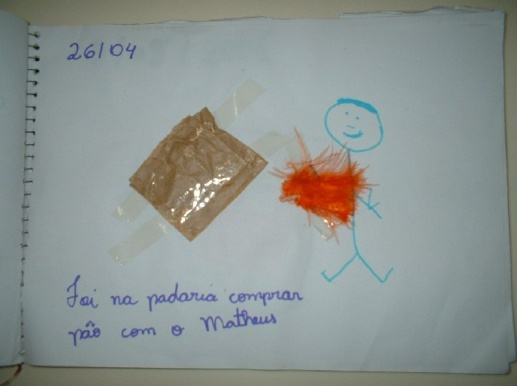 26/04
Foi na padaria comprar
pão com o Matheus